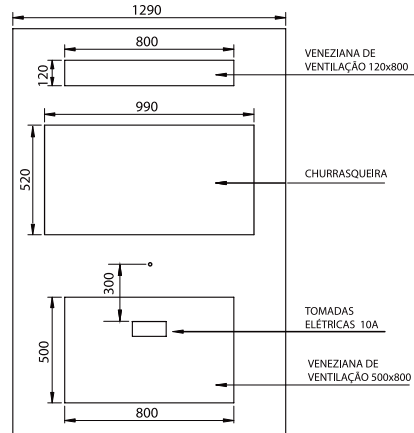 1290
800
VENEZIANA DE
VENTILAÇÃO 120x800
120
990
520
CHURRASQUEIRA
300
TOMADAS
ELÉTRICAS 10A
500
VENEZIANA DE
VENTILAÇÃO 500x800
800